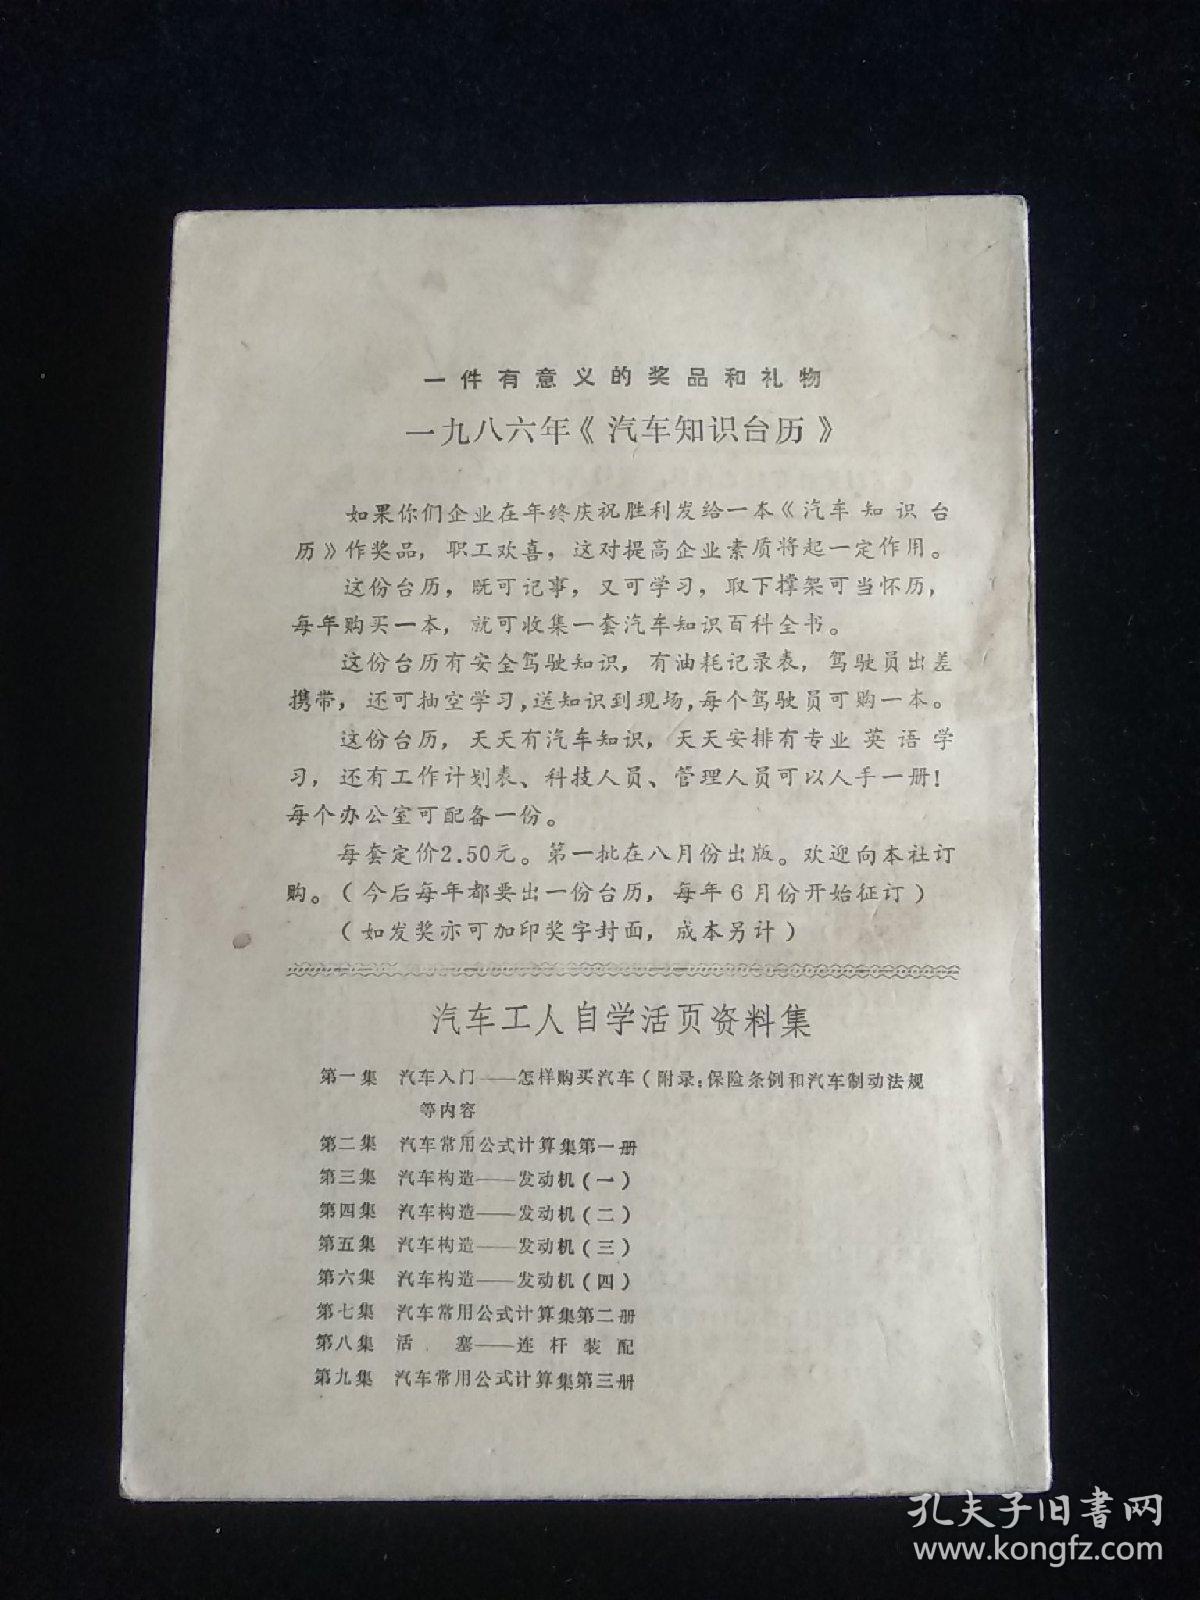 一件有意义的奖品和礼物
一九八六年《汽车知识台历》
如果你们企业在年终庆祝胜利发给一本《汽车知识台
历》作奖品，职工欢喜，这对提高企业素质将起一定作用。
这份台历，既可记事，又可学习，取下撑架可当怀历，
每年购买一本，就可收集一套汽车知识百科全书。
这份台历有安全驾驶知识，有油耗记录表，驾驶员出差
携带，还可抽空学习,送知识到现场,每个驾驶员可购一本。
这份台历，天天有汽车知识，天天安排有专业英语学
习，还有工作计划表、科技人员、管理人员可以人手一册！
每个办公室可配备一份。
每套定价2.50元。第一批在八月份出版。欢迎向本社订
购。（今后每年都要出一份台历，每年6月份开始征订）
（如发奖亦可加印奖字封面，成本另计）
汽车工人自学活页资料集
第一集 汽车入门——怎样购买汽车（附录:保险条例和汽车制动法规
等内容
第二集 汽车常用公式计算集第一册
第三集 汽车构造——发动机(一)
第四集 汽车构造——发动机(二)
第五集 汽车构造——发动机(三)
第六集 汽车构造——发动机(四)
第七集 汽车常用公式计算集第二册
第八集 活 塞——连杆装配
第九集 汽车常用公式计算集第三册
孔夫子旧书网
www.kongfz.com